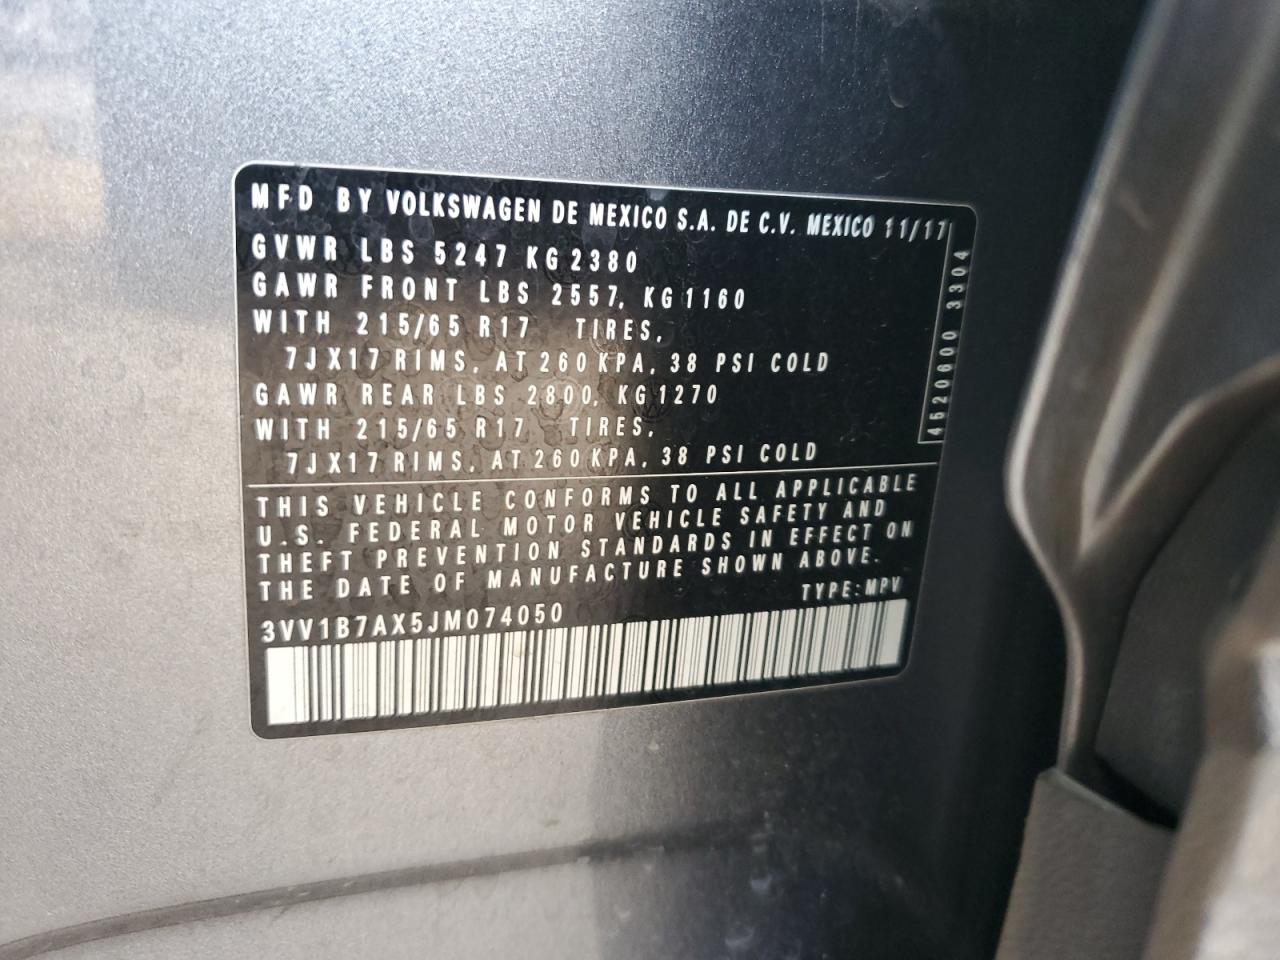 MFD BY VOLKSWAGEN DE MEXICO S.A. DE C.V. MEXICO 11/17
GVWR LBS 5247 KG 2380
GAWR FRONT LBS 2557, KG 1160
WITH 215/65 R17 TIRES,
7JX17 RIMS, AT 260 KPA, 38 PSI COLD
GAWR REAR LBS 2800, KG 1270
WITH 215/65 R17 TIRES,
7JX17 RIMS, AT 260 KPA, 38 PSI COLD
4520600 3304
THIS VEHICLE CONFORMS TO ALL APPLICABLE
U.S. FEDERAL MOTOR VEHICLE SAFETY AND
THEFT PREVENTION STANDARDS IN EFFECT ON
THE DATE OF MANUFACTURE SHOWN ABOVE.
TYPE: MPV
3VV1B7AX5JM074050